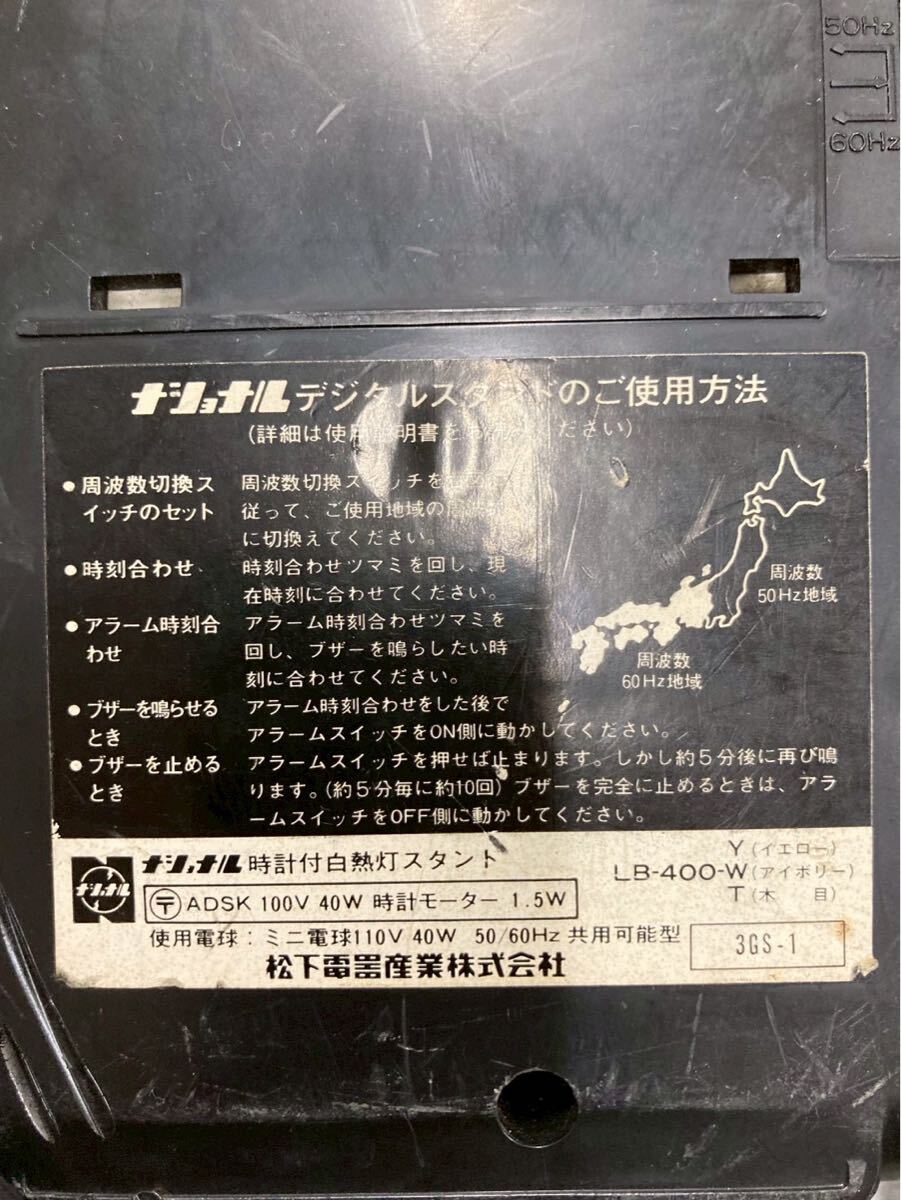 50Hz
60Hz
ナショナル デジタルスタンドのご使用方法
(詳細は使用説明書を ください)
●周波数切換ス
イッチのセット
周波数切換スイッチを
従って、ご使用地域の周波数
に切換えてください。
●時刻合わせ
時刻合わせツマミを回し、現
在時刻に合わせてください。
●アラーム時刻合
わせ
アラーム時刻合わせツマミを
回し、ブザーを鳴らしたい時
刻に合わせてください。
●ブザーを鳴らせる
とき
アラーム時刻合わせをした後で
アラームスイッチをON側に動かしてください。
●ブザーを止める
とき
アラームスイッチを押せば止まります。しかし約5分後に再び鳴
ります。(約5分毎に約10回) ブザーを完全に止めるときは、アラ
ームスイッチをOFF側に動かしてください。
周波数
50Hz地域
周波数
60Hz地域
ナショナル
ナショナル 時計付白熱灯スタンド
〒 ADSK 100V 40W 時計モーター 1.5W
使用電球：ミニ電球110V 40W 50/60Hz 共用可能型
松下電器産業株式会社
Y (イエロー)
LB-400-W (アイボリー)
T (木 目)
3GS-1